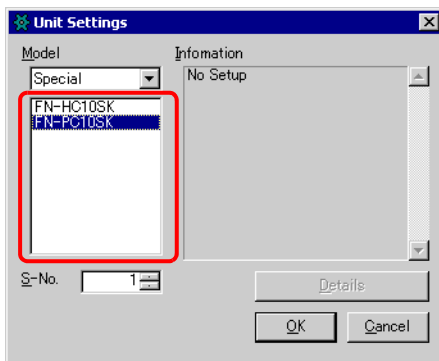 Unit Settings
Model
Infomation
Special
No Setup
FN-HC10SK
FN-PC10SK
S-No.
1
Details
OK
Cancel